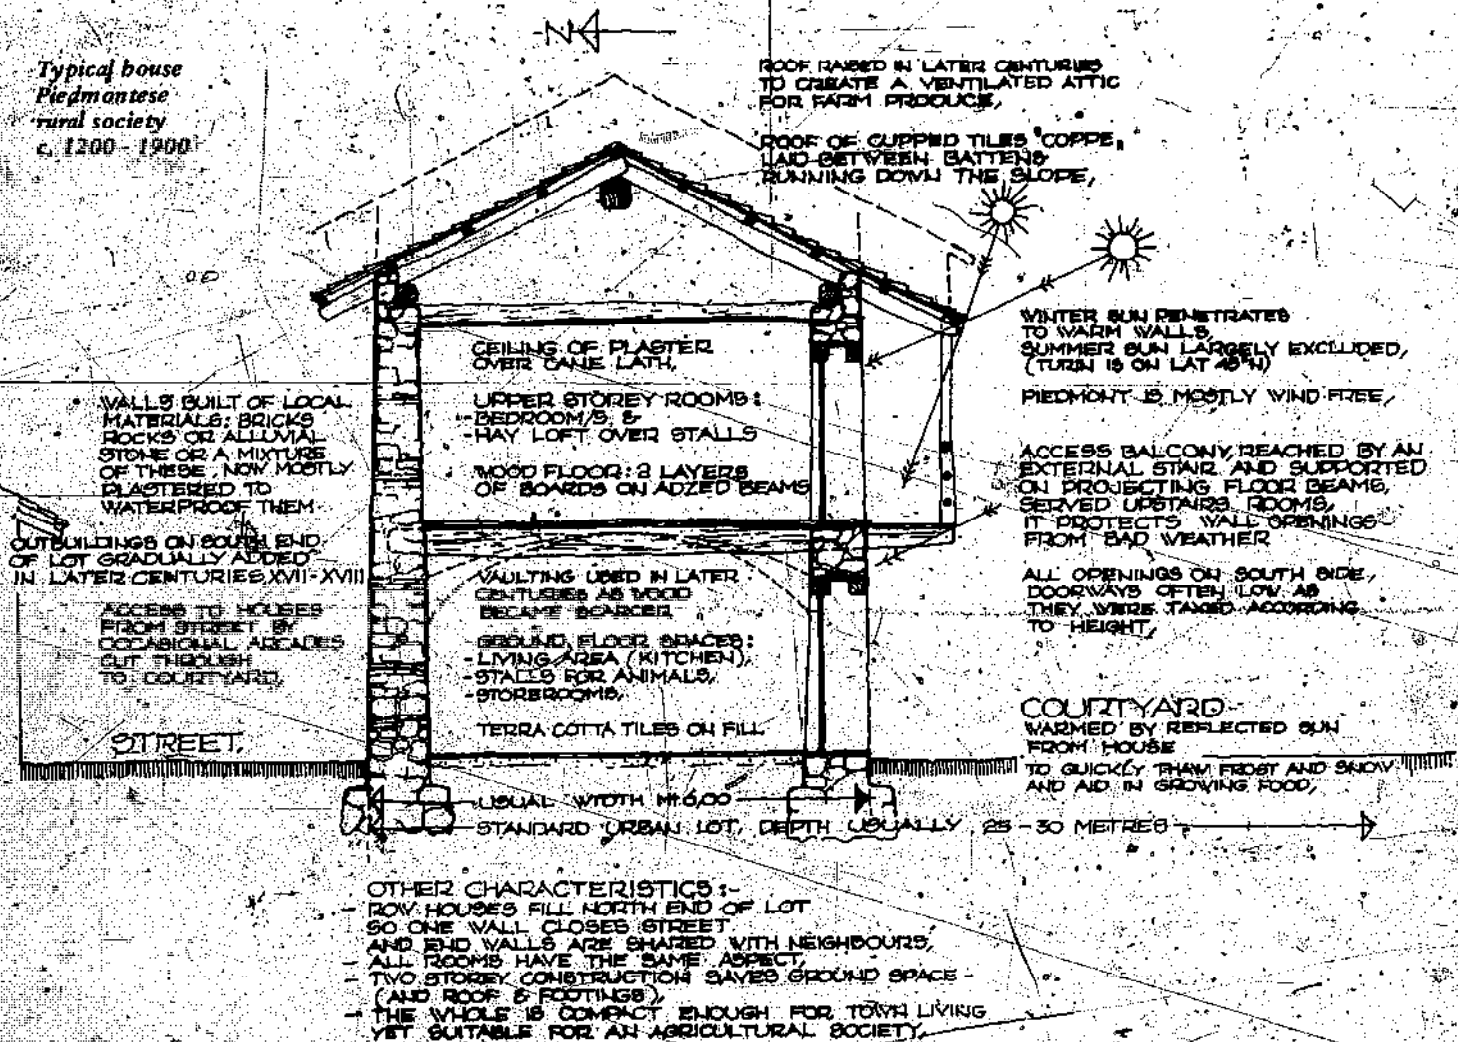 N
Typical house
Piedmontese
rural society
c. 1200 - 1900
ROOF RAISED IN LATER CENTURIES
TO CREATE A VENTILATED ATTIC
FOR FARM PRODUCE,
ROOF OF CUPPED TILES "COPPE,"
LAID BETWEEN BATTENS
RUNNING DOWN THE SLOPE,
WINTER SUN PENETRATES
TO WARM WALLS,
SUMMER SUN LARGELY EXCLUDED,
(TURIN IS ON LAT 45°N)
PIEDMONT IS MOSTLY WIND FREE,
CEILING OF PLASTER
OVER CANE LATH,
UPPER STOREY ROOMS:
- BEDROOM/S &
- HAY LOFT OVER STALLS
WOOD FLOOR: 2 LAYERS
OF BOARDS ON ADZED BEAMS
WALLS BUILT OF LOCAL
MATERIALS: BRICKS
ROCKS OR ALLUVIAL
STONE OR A MIXTURE
OF THESE, NOW MOSTLY
PLASTERED TO
WATERPROOF THEM
OUTBUILDINGS ON SOUTH END
OF LOT GRADUALLY ADDED
IN LATER CENTURIES XVII-XVIII
ACCESS TO HOUSES
FROM STREET BY
OCCASIONAL ARCADES
CUT THROUGH
TO COURTYARD,
STREET,
ACCESS BALCONY, REACHED BY AN
EXTERNAL STAIR AND SUPPORTED
ON PROJECTING FLOOR BEAMS,
SERVED UPSTAIRS ROOMS,
IT PROTECTS WALL OPENINGS
FROM BAD WEATHER
ALL OPENINGS ON SOUTH SIDE,
DOORWAYS OFTEN LOW AS
THEY WERE TAXED ACCORDING
TO HEIGHT,
VAULTING USED IN LATER
CENTURIES AS WOOD
BECAME SCARCER
GROUND FLOOR SPACES:
- LIVING AREA (KITCHEN),
- STALLS FOR ANIMALS,
- STOREROOMS,
TERRA COTTA TILES ON FILL
COURTYARD -
WARMED BY REFLECTED SUN
FROM HOUSE
TO QUICKLY THAW FROST AND SNOW
AND AID IN GROWING FOOD,
USUAL WIDTH Mt 6,00
STANDARD URBAN LOT, DEPTH USUALLY 25 - 30 METRES
OTHER CHARACTERISTICS:-
- ROW HOUSES FILL NORTH END OF LOT
SO ONE WALL CLOSES STREET
AND END WALLS ARE SHARED WITH NEIGHBOURS,
- ALL ROOMS HAVE THE SAME ASPECT,
- TWO STOREY CONSTRUCTION SAVES GROUND SPACE -
(AND ROOF & FOOTINGS),
- THE WHOLE IS COMPACT ENOUGH FOR TOWN LIVING
YET SUITABLE FOR AN AGRICULTURAL SOCIETY,